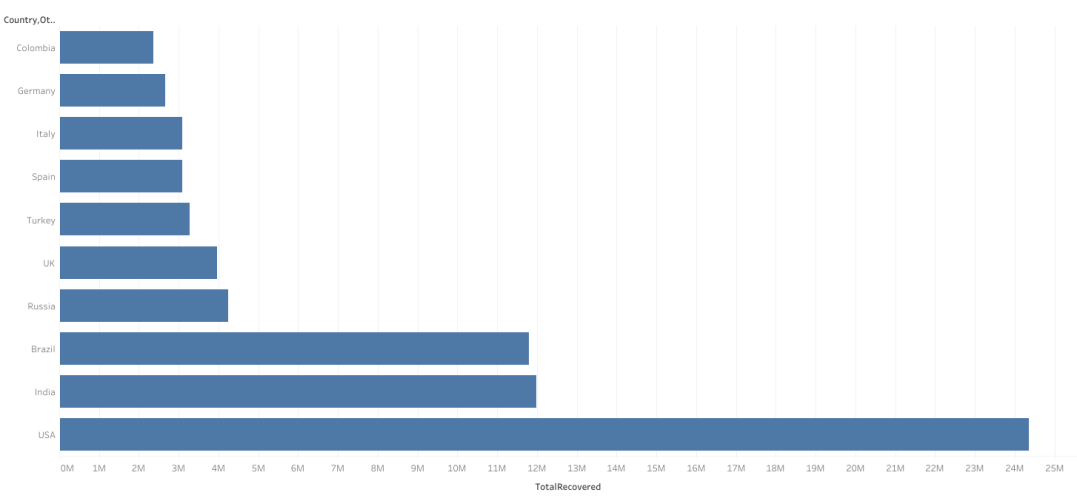 Country,Ot..
Colombia
Germany
Italy
Spain
Turkey
UK
Russia
Brazil
India
USA
0M 1M 2M 3M 4M 5M 6M 7M 8M 9M 10M 11M 12M 13M 14M 15M 16M 17M 18M 19M 20M 21M 22M 23M 24M 25M
TotalRecovered